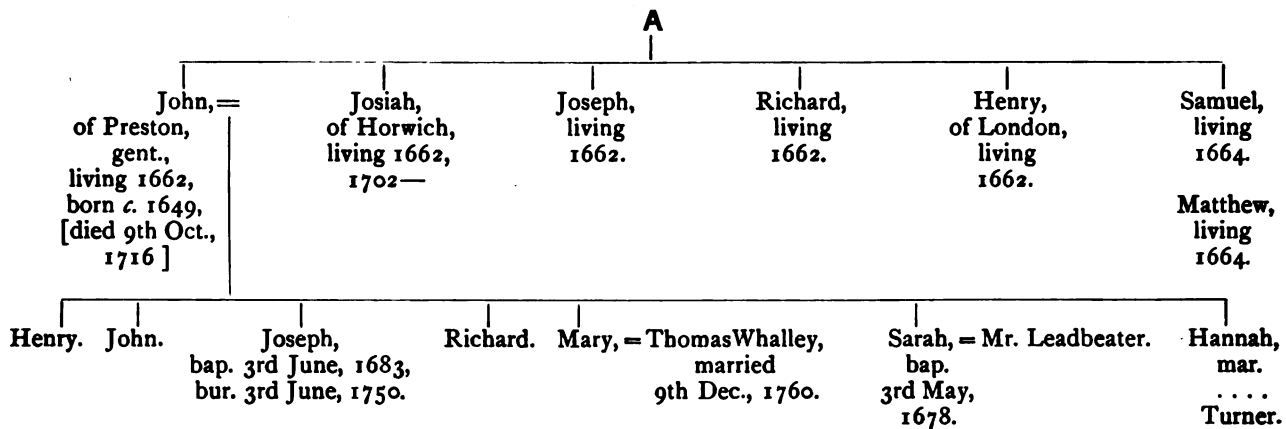 A
John,=
of Preston,
gent.,
living 1662,
born c. 1649,
[died 9th Oct.,
1716 ]
Josiah,
of Horwich,
living 1662,
1702—
Joseph,
living
1662.
Richard,
living
1662.
Henry,
of London,
living
1662.
Samuel,
living
1664.
Matthew,
living
1664.
Henry.
John.
Joseph,
bap. 3rd June, 1683,
bur. 3rd June, 1750.
Richard.
Mary, = Thomas Whalley,
married
9th Dec., 1760.
Sarah, = Mr. Leadbeater.
bap.
3rd May,
1678.
Hannah,
mar.
. . . .
Turner.